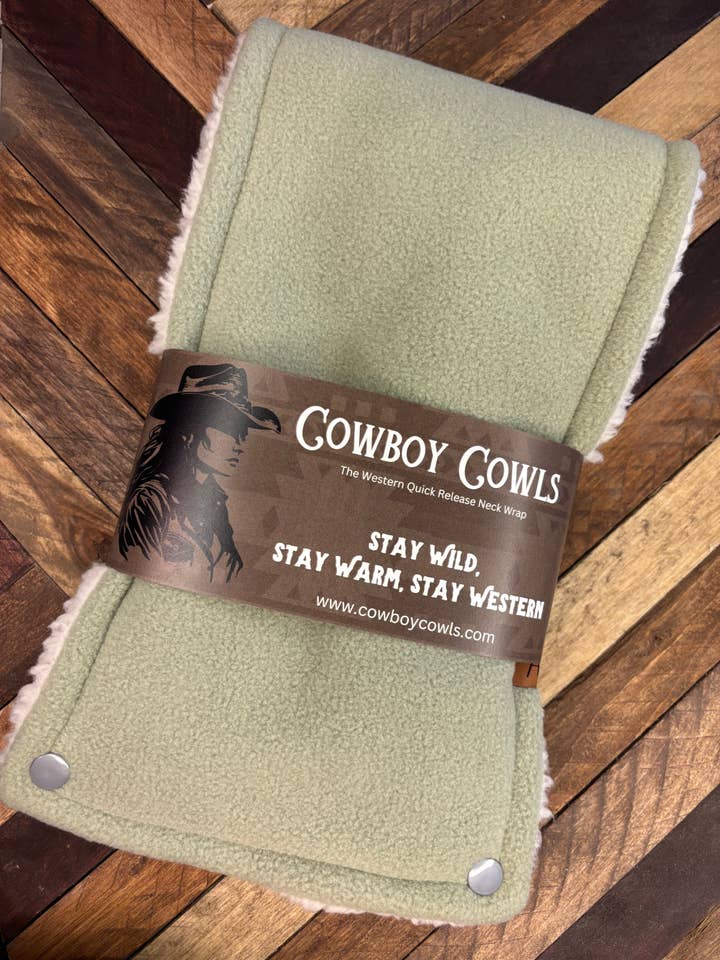 Cowboy Cowls
The Western Quick Release Neck Wrap
STAY WILD,
STAY WARM, STAY WESTERN
www.cowboycowls.com